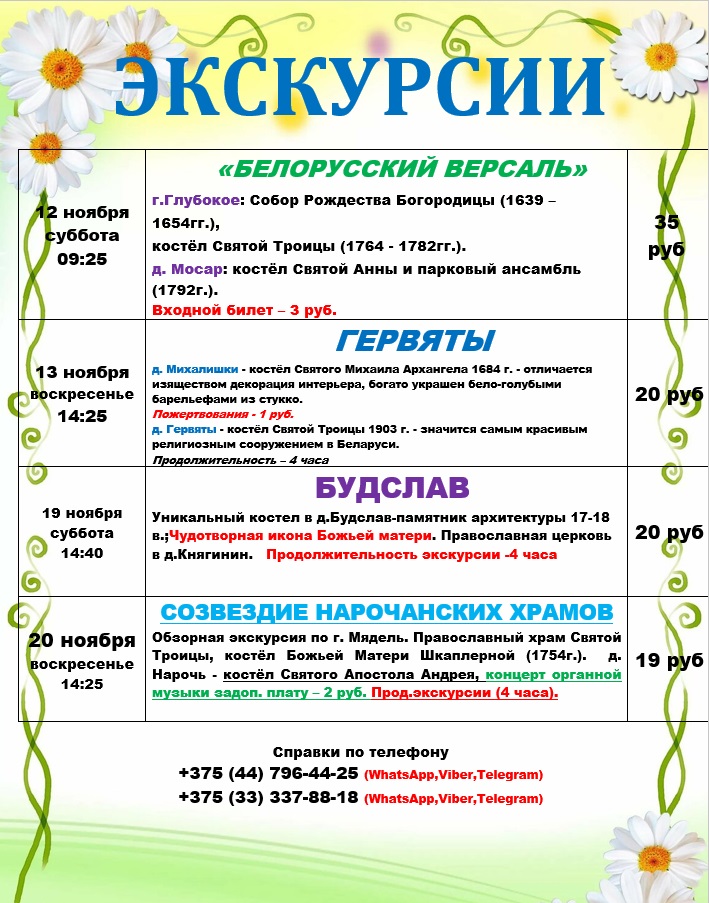 ЭКСКУРСИИ
12 ноября
суббота
09:25
«БЕЛОРУССКИЙ ВЕРСАЛЬ»
г.Глубокое: Собор Рождества Богородицы (1639 –
1654гг.),
костёл Святой Троицы (1764 - 1782гг.).
д. Мосар: костёл Святой Анны и парковый ансамбль
(1792г.).
Входной билет – 3 руб.
35
руб
13 ноября
воскресенье
14:25
ГЕРВЯТЫ
д. Михалишки - костёл Святого Михаила Архангела 1684 г. - отличается
изяществом декорация интерьера, богато украшен бело-голубыми
барельефами из стукко.
Пожертвования - 1 руб.
д. Гервяты - костёл Святой Троицы 1903 г. - значится самым красивым
религиозным сооружением в Беларуси.
Продолжительность – 4 часа
20 руб
19 ноября
суббота
14:40
БУДСЛАВ
Уникальный костел в д.Будслав-памятник архитектуры 17-18
в.;Чудотворная икона Божьей матери. Православная церковь
в д.Княгинин. Продолжительность экскурсии -4 часа
20 руб
20 ноября
воскресенье
14:25
СОЗВЕЗДИЕ НАРОЧАНСКИХ ХРАМОВ
Обзорная экскурсия по г. Мядель. Православный храм Святой
Троицы, костёл Божьей Матери Шкаплерной (1754г.). д.
Нарочь - костёл Святого Апостола Андрея, концерт органной
музыки задоп. плату – 2 руб. Прод.экскурсии (4 часа).
19 руб
Справки по телефону
+375 (44) 796-44-25 (WhatsApp,Viber,Telegram)
+375 (33) 337-88-18 (WhatsApp,Viber,Telegram)